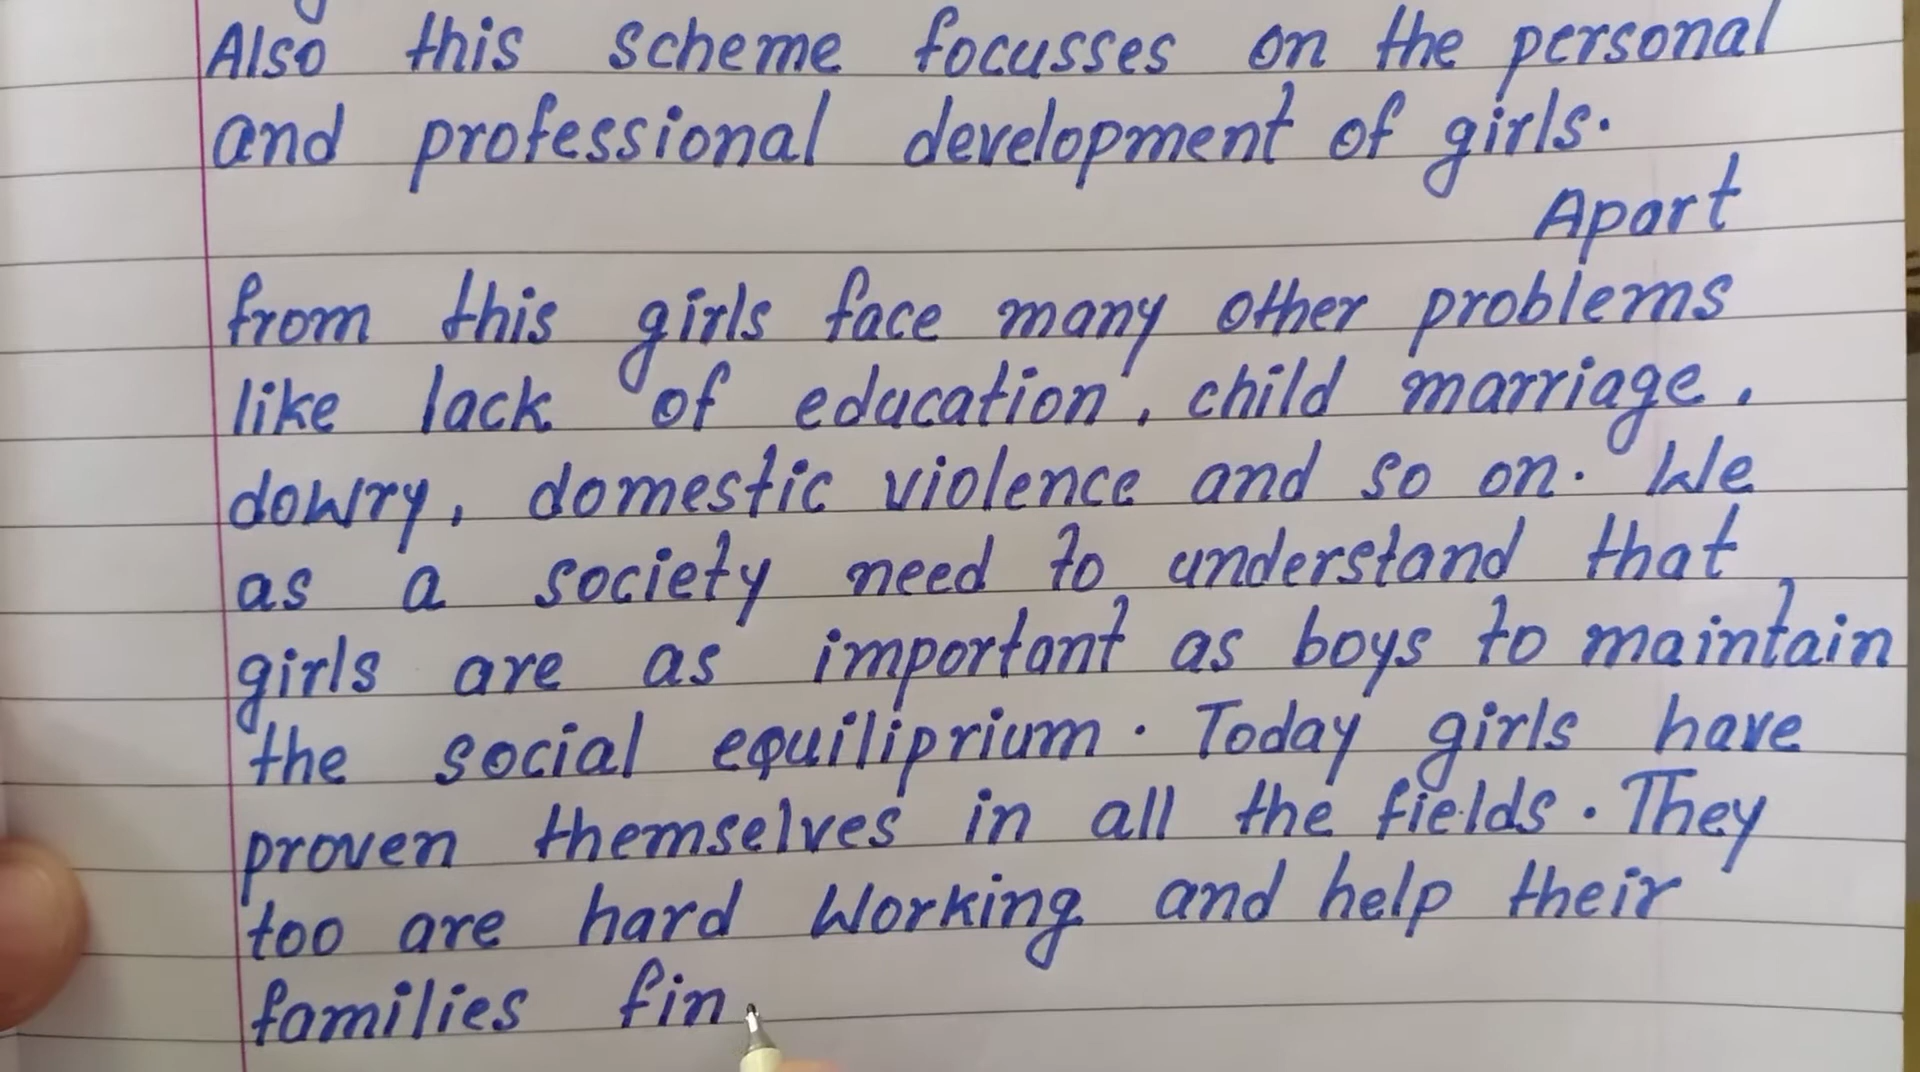 Also this scheme focusses on the personal
and professional development of girls.
Apart
from this girls face many other problems
like lack of education, child marriage,
dowry, domestic violence and so on. We
as a society need to understand that
girls are as important as boys to maintain
the social equiliprium. Today girls have
proven themselves in all the fields. They
too are hard working and help their
families fin